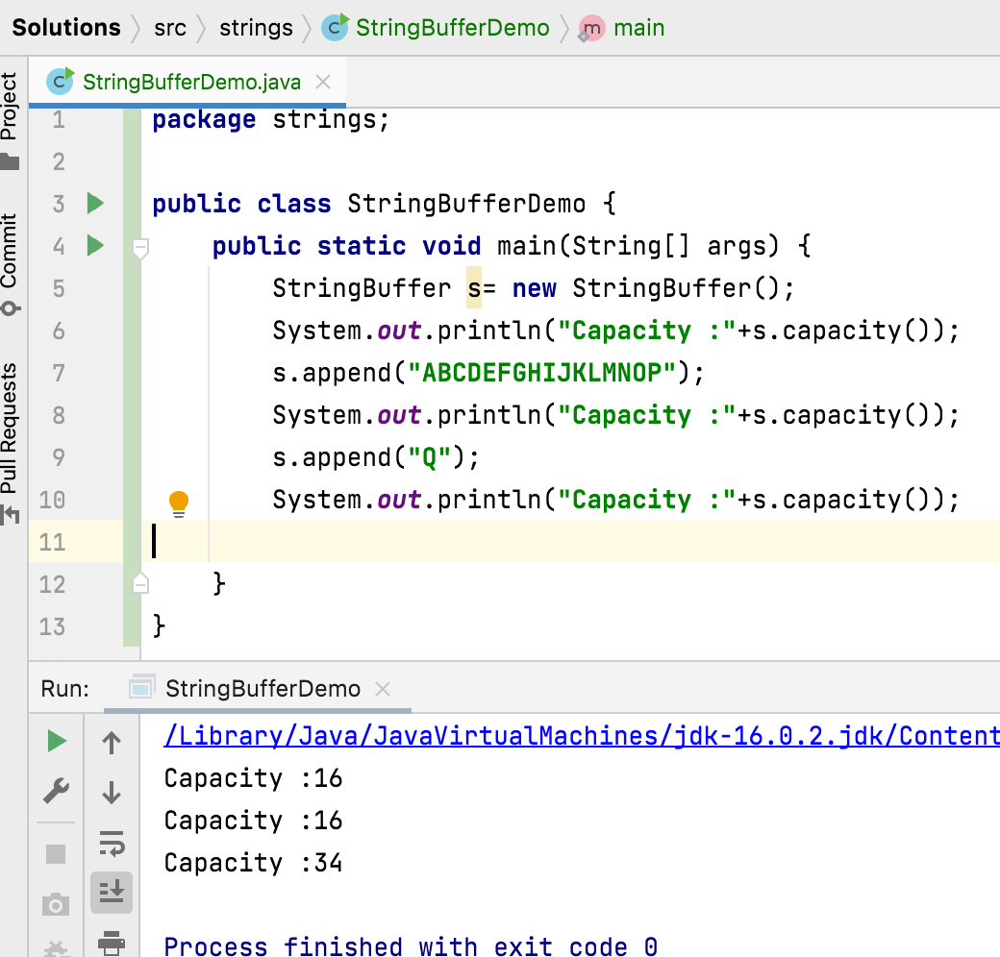 Solutions src strings C StringBufferDemo m main
C StringBufferDemo.java
Project
Commit
Pull Requests
1 package strings;
2
3 public class StringBufferDemo {
4 public static void main(String[] args) {
5 StringBuffer s= new StringBuffer();
6 System.out.println("Capacity :"+s.capacity());
7 s.append("ABCDEFGHIJKLMNOP");
8 System.out.println("Capacity :"+s.capacity());
9 s.append("Q");
10 System.out.println("Capacity :"+s.capacity());
11
12 }
13 }
Run: StringBufferDemo
/Library/Java/JavaVirtualMachines/jdk-16.0.2.jdk/Content
Capacity :16
Capacity :16
Capacity :34
Process finished with exit code 0